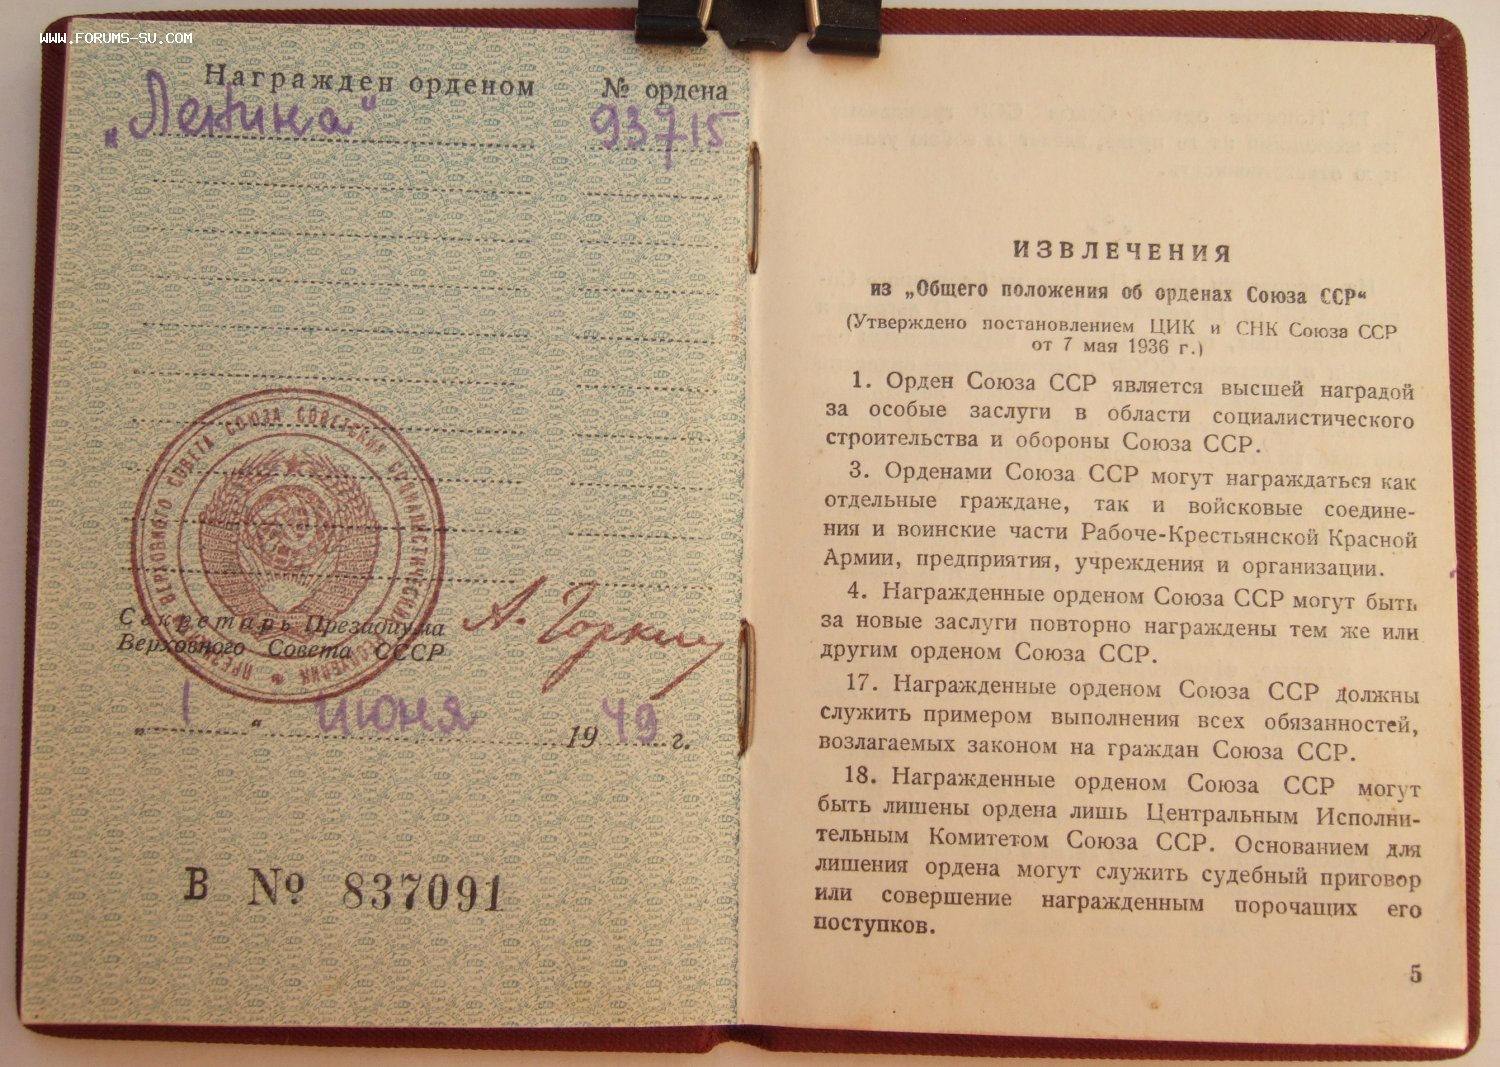 www.forums-su.com
Награжден орденом № ордена
„Ленина“ 93715
ПРЕЗИДИУМ ВЕРХОВНОГО СОВЕТА СОЮЗА СОВЕТСКИХ СОЦИАЛИСТИЧЕСКИХ РЕСПУБЛИК
Секретарь Президиума
Верховного Совета СССР
А. Горкин
„ 1 “ июня 1949 г.
В № 837091
ИЗВЛЕЧЕНИЯ
из „Общего положения об орденах Союза ССР“
(Утверждено постановлением ЦИК и СНК Союза ССР
от 7 мая 1936 г.)
1. Орден Союза ССР является высшей наградой
за особые заслуги в области социалистического
строительства и обороны Союза ССР.
3. Орденами Союза ССР могут награждаться как
отдельные граждане, так и войсковые соедине-
ния и воинские части Рабоче-Крестьянской Красной
Армии, предприятия, учреждения и организации.
4. Награжденные орденом Союза ССР могут быть
за новые заслуги повторно награждены тем же или
другим орденом Союза ССР.
17. Награжденные орденом Союза ССР должны
служить примером выполнения всех обязанностей,
возлагаемых законом на граждан Союза ССР.
18. Награжденные орденом Союза ССР могут
быть лишены ордена лишь Центральным Исполни-
тельным Комитетом Союза ССР. Основанием для
лишения ордена могут служить судебный приговор
или совершение награжденным порочащих его
поступков.
5